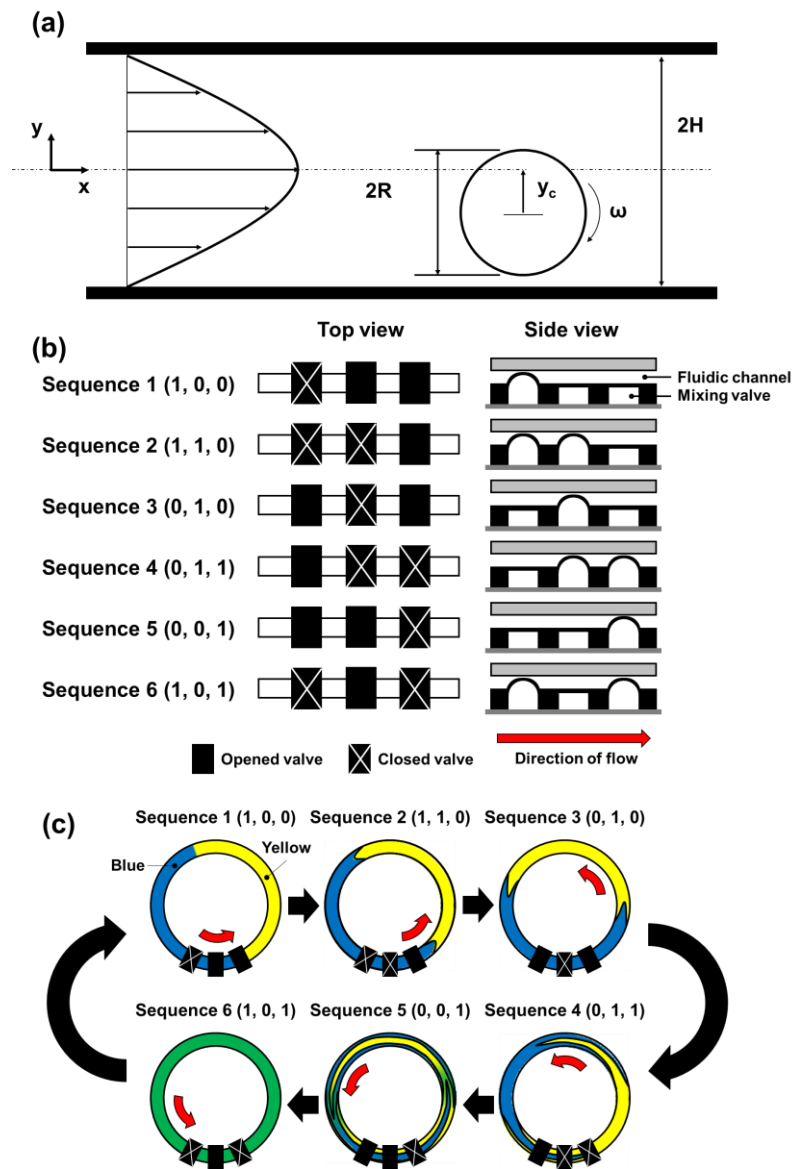 (a)
y
x
2R
y_c
ω
2H
(b)
Top view
Side view
Sequence 1 (1, 0, 0)
Fluidic channel
Mixing valve
Sequence 2 (1, 1, 0)
Sequence 3 (0, 1, 0)
Sequence 4 (0, 1, 1)
Sequence 5 (0, 0, 1)
Sequence 6 (1, 0, 1)
Opened valve
Closed valve
Direction of flow
(c)
Sequence 1 (1, 0, 0) Sequence 2 (1, 1, 0) Sequence 3 (0, 1, 0)
Blue
Yellow
Sequence 6 (1, 0, 1) Sequence 5 (0, 0, 1) Sequence 4 (0, 1, 1)